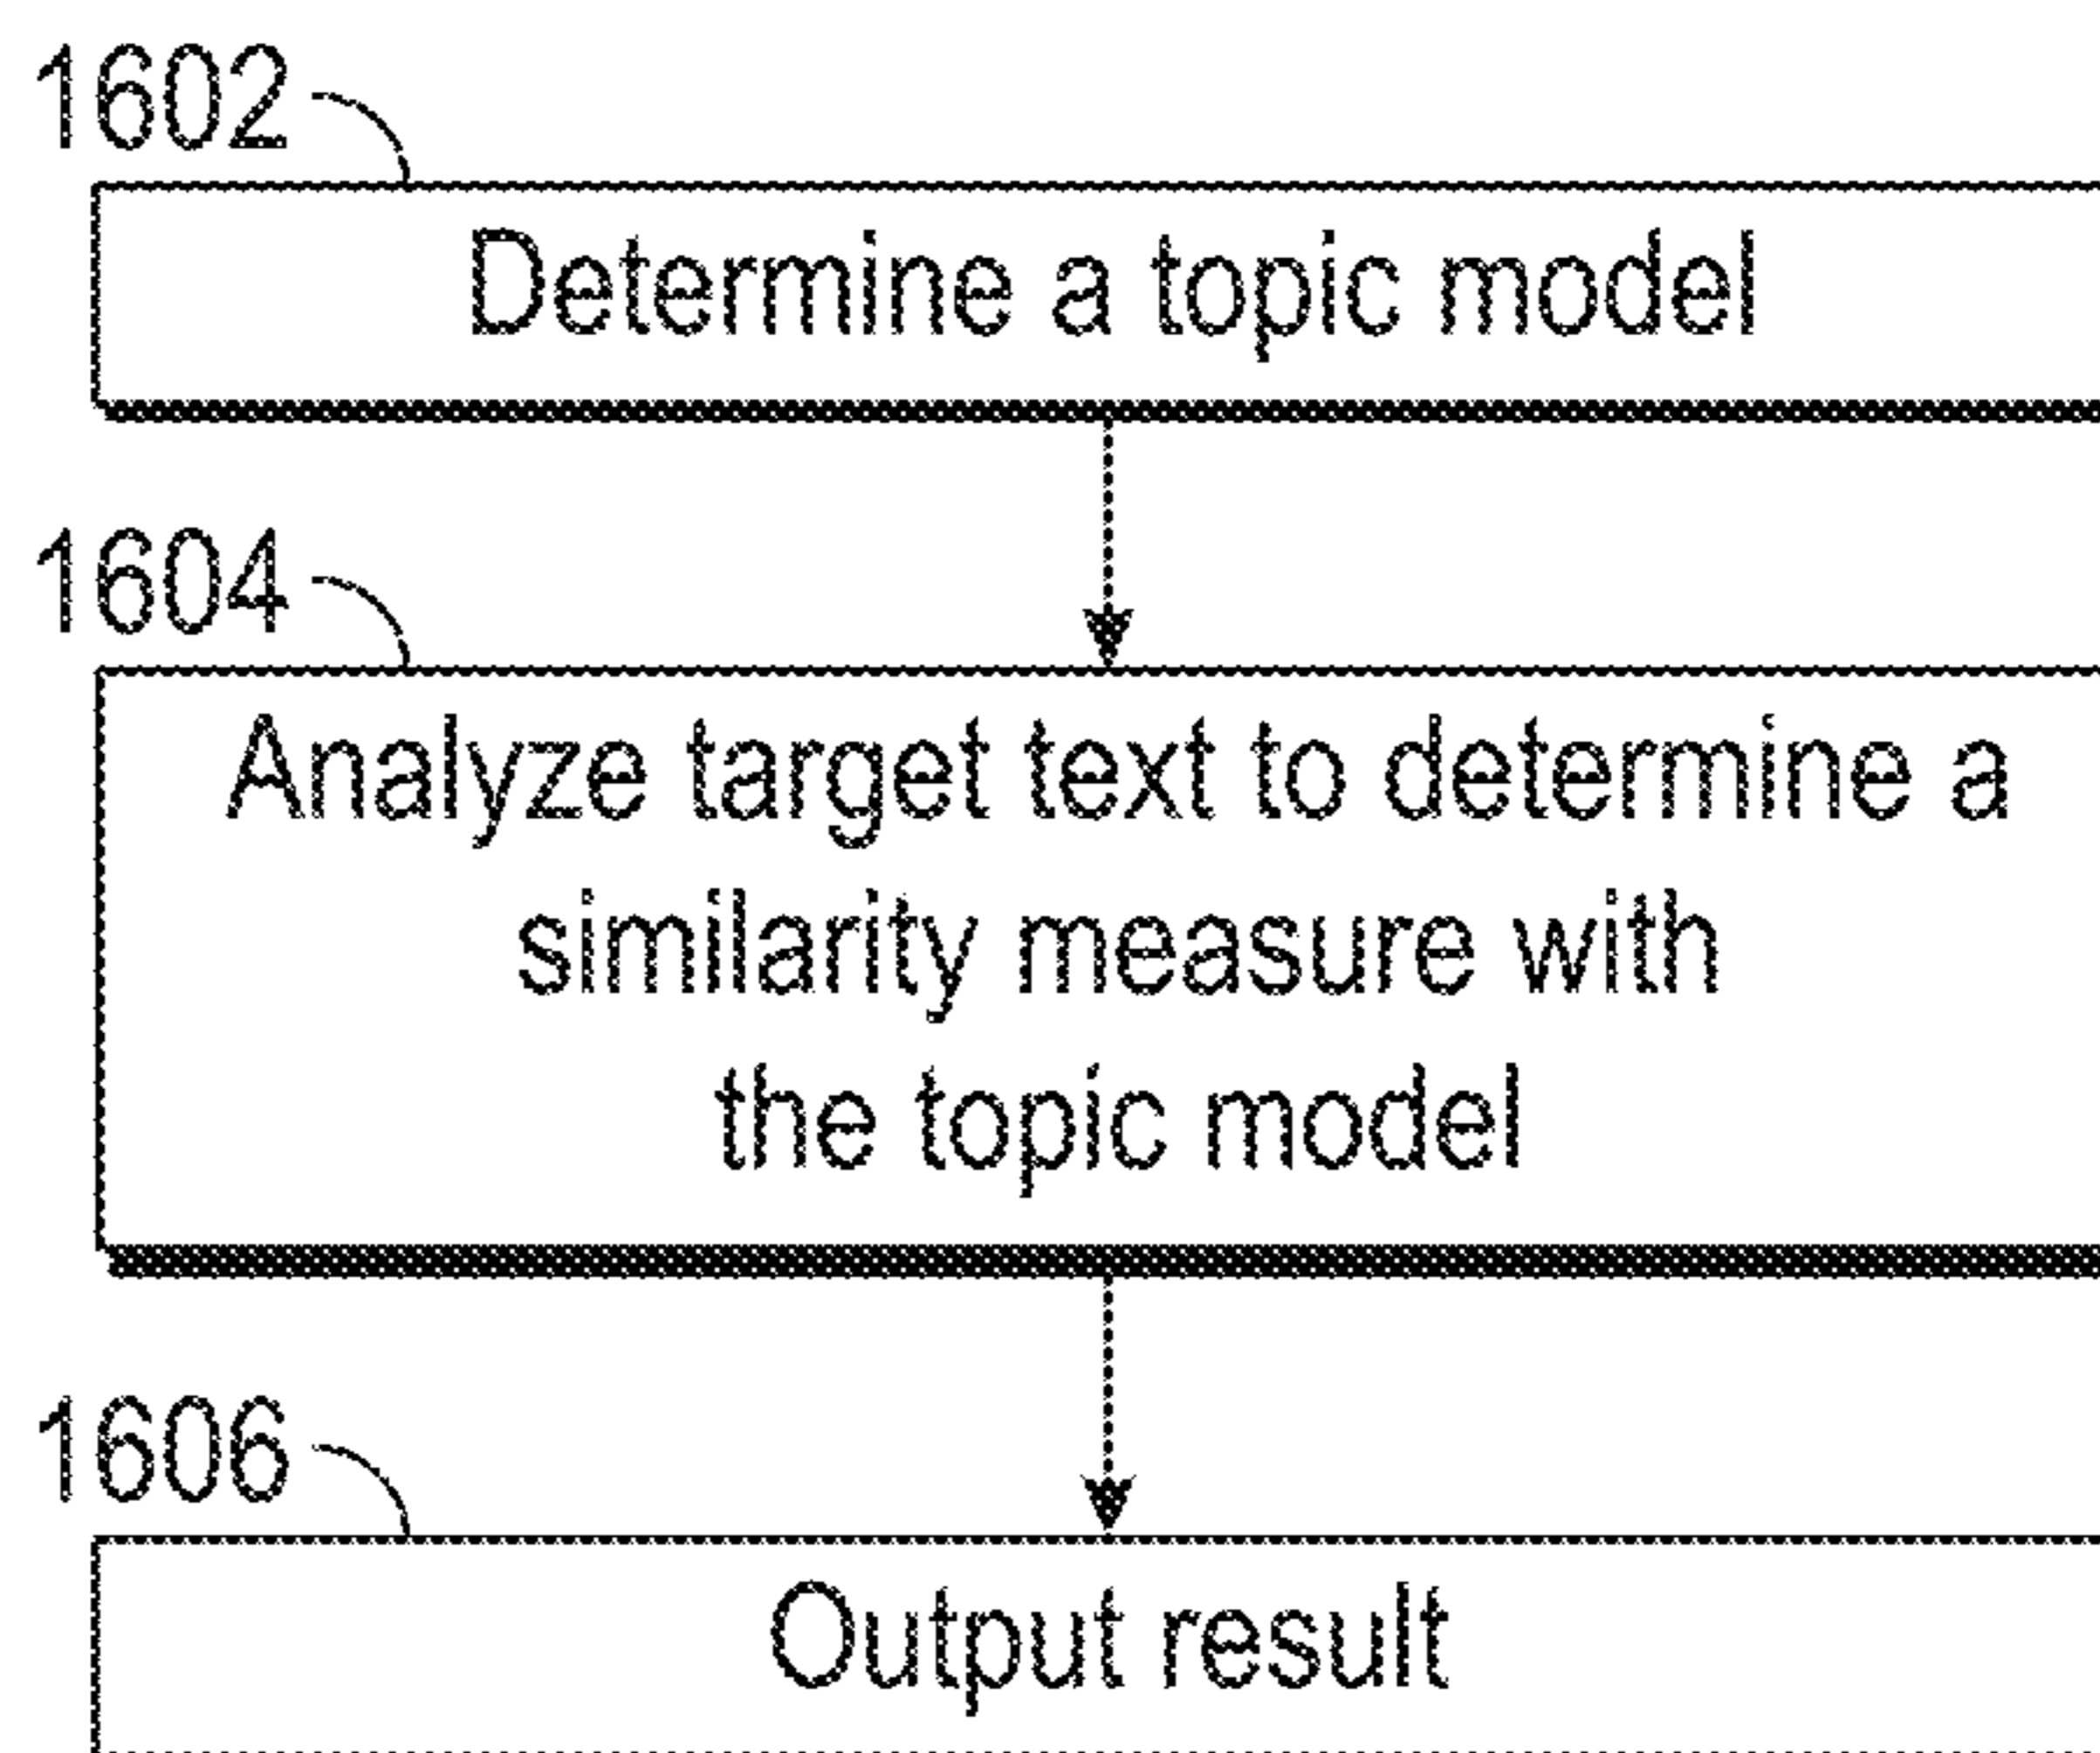 1602
Determine a topic model
1604
Analyze target text to determine a
similarity measure with
the topic model
1606
Output result